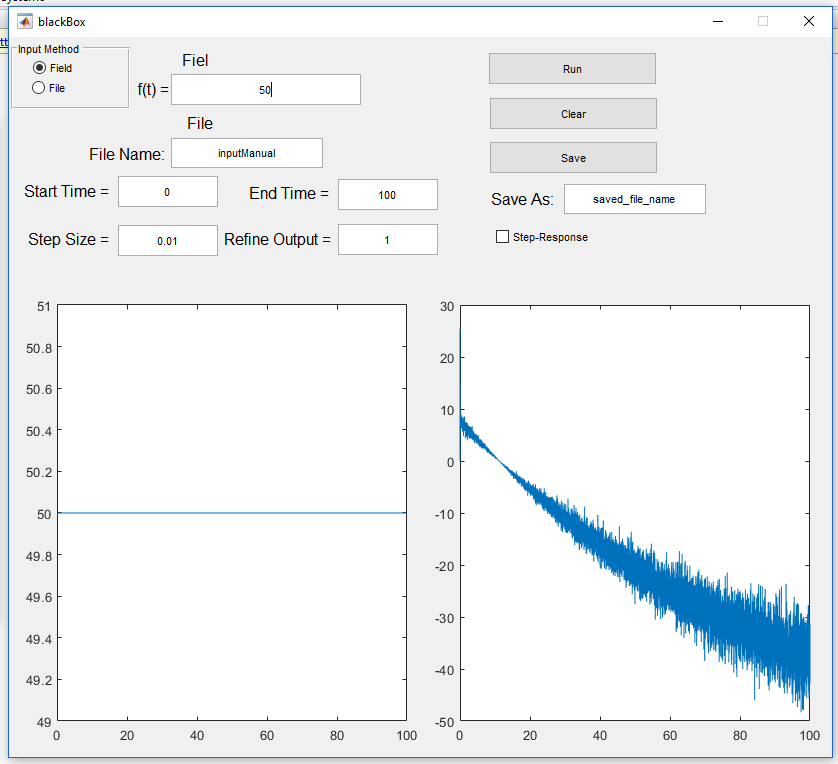 blackBox
Input Method
Field
File
Fiel
f(t) =
50
File
File Name:
inputManual
Start Time =
0
End Time =
100
Step Size =
0.01
Refine Output =
1
Run
Clear
Save
Save As:
saved_file_name
Step-Response
51
50.8
50.6
50.4
50.2
50
49.8
49.6
49.4
49.2
49
0 20 40 60 80 100
30
20
10
0
-10
-20
-30
-40
-50
0 20 40 60 80 100